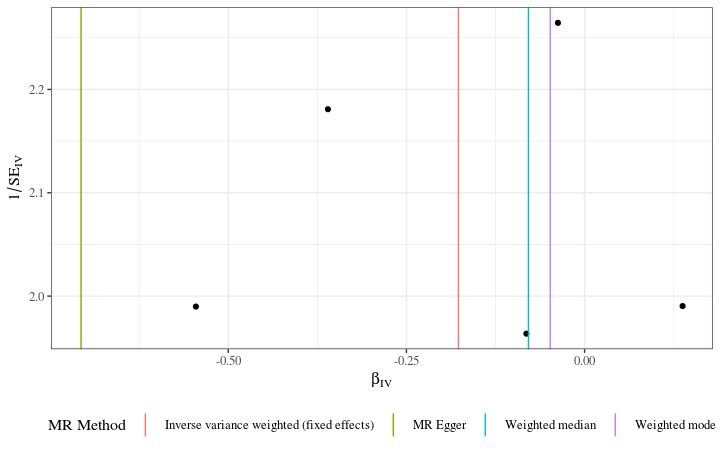 2.2
2.1
2.0
1/SE_IV
-0.50 -0.25 0.00
β_IV
MR Method Inverse variance weighted (fixed effects) MR Egger Weighted median Weighted mode